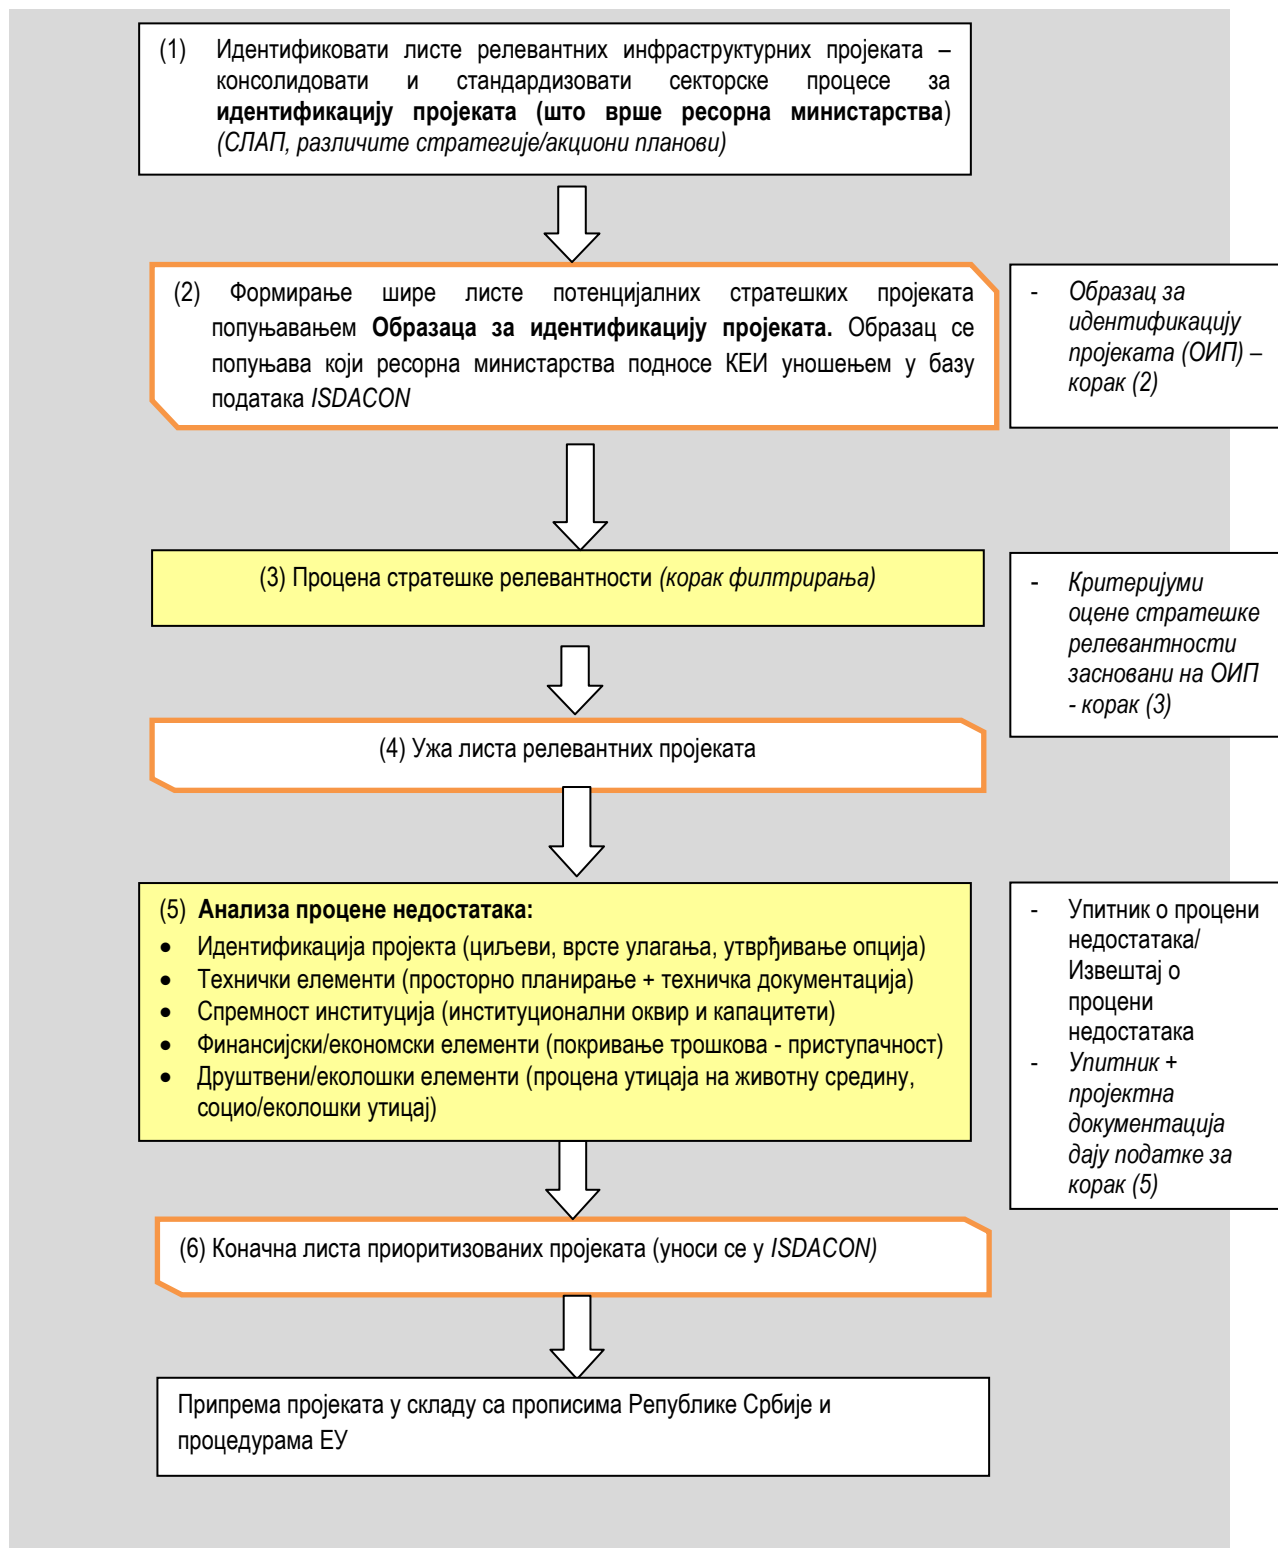 (1) Идентификовати листе релевантних инфраструктурних пројеката –
консолидовати и стандардизовати секторске процесе за
идентификацију пројеката (што врше ресорна министарства)
(СЛАП, различите стратегије/акциони планови)
(2) Формирање шире листе потенцијалних стратешких пројеката
попуњавањем Образаца за идентификацију пројеката. Образац се
попуњава који ресорна министарства подносе КЕИ уношењем у базу
података ISDACON
- Образац за
идентификацију
пројеката (ОИП) –
корак (2)
(3) Процена стратешке релевантности (корак филтрирања)
- Критеријуми
оцене стратешке
релевантности
засновани на ОИП
- корак (3)
(4) Ужа листа релевантних пројеката
(5) Анализа процене недостатака:
• Идентификација пројекта (циљеви, врсте улагања, утврђивање опција)
• Технички елементи (просторно планирање + техничка документација)
• Спремност институција (институционални оквир и капацитети)
• Финансијски/економски елементи (покривање трошкова - приступачност)
• Друштвени/еколошки елементи (процена утицаја на животну средину,
социо/еколошки утицај)
- Упитник о процени
недостатака/
Извештај о
процени
недостатака
- Упитник +
пројектна
документација
дају податке за
корак (5)
(6) Коначна листа приоритизованих пројеката (уноси се у ISDACON)
Припрема пројеката у складу са прописима Републике Србије и
процедурама ЕУ